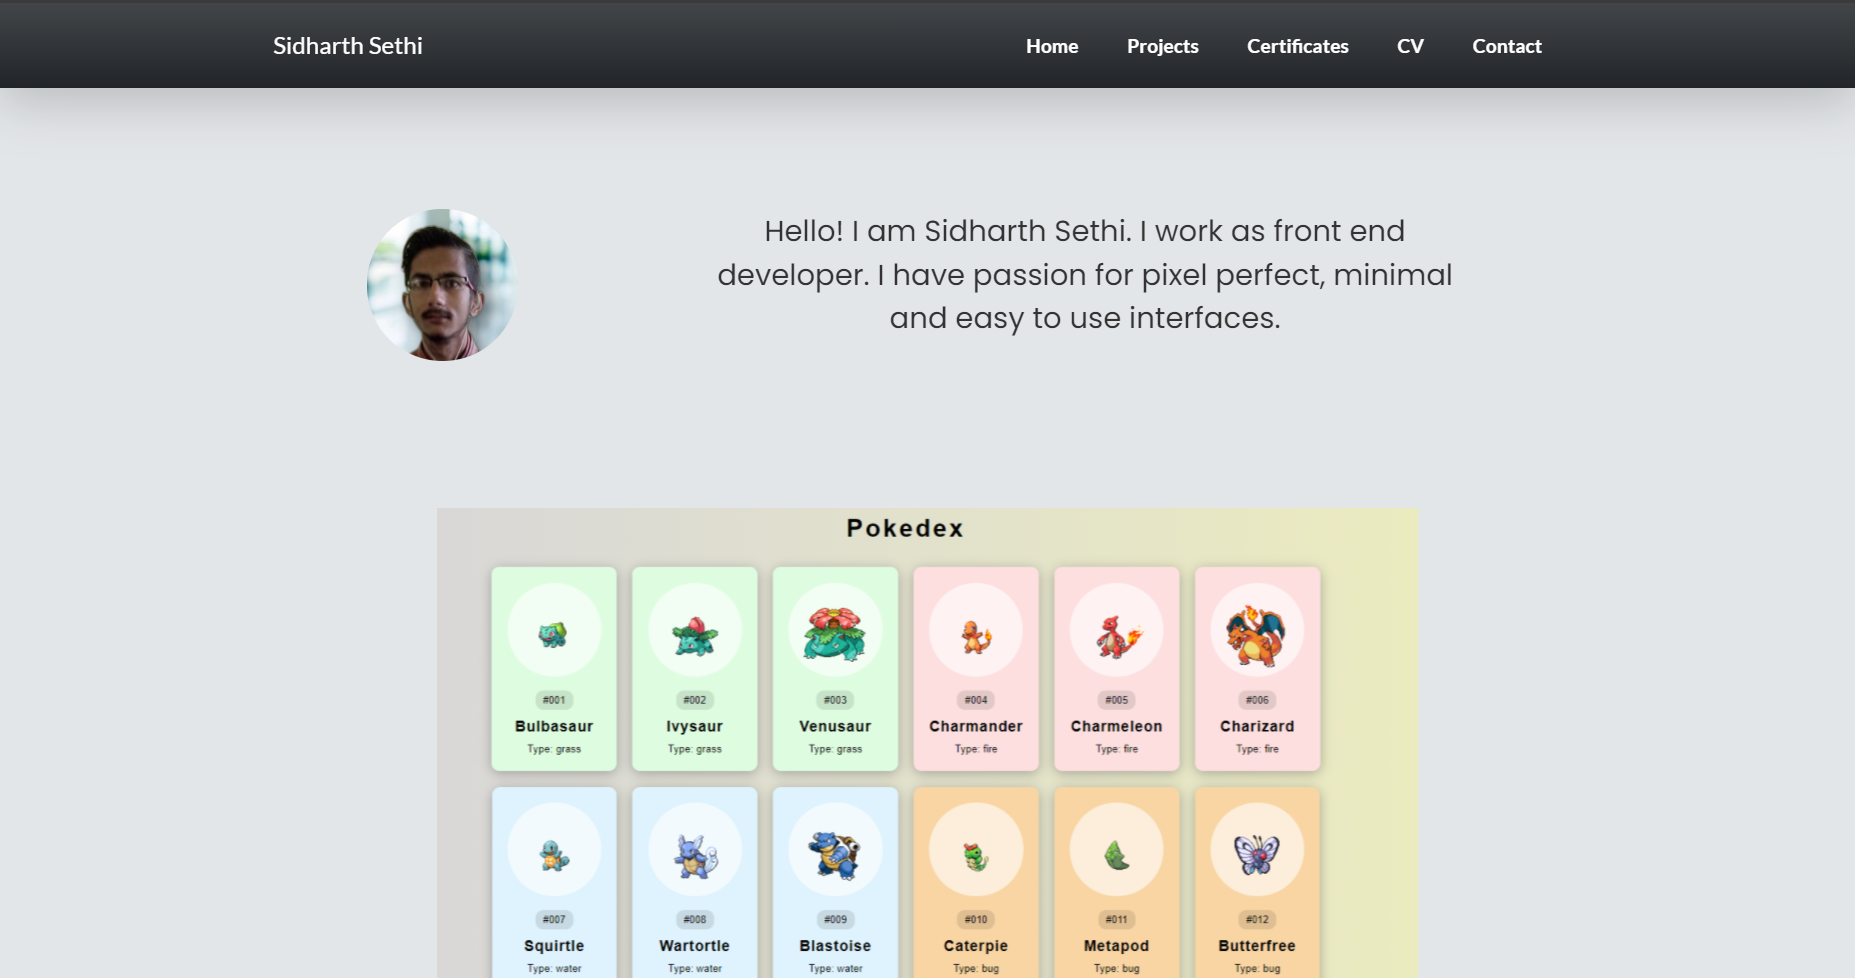 Sidharth Sethi
Home Projects Certificates CV Contact
Hello! I am Sidharth Sethi. I work as front end
developer. I have passion for pixel perfect, minimal
and easy to use interfaces.
Pokedex
#001 #002 #003 #004 #005 #006
Bulbasaur Ivysaur Venusaur Charmander Charmeleon Charizard
Type: grass Type: grass Type: grass Type: fire Type: fire Type: fire
#007 #008 #009 #010 #011 #012
Squirtle Wartortle Blastoise Caterpie Metapod Butterfree
Type: water Type: water Type: water Type: bug Type: bug Type: bug